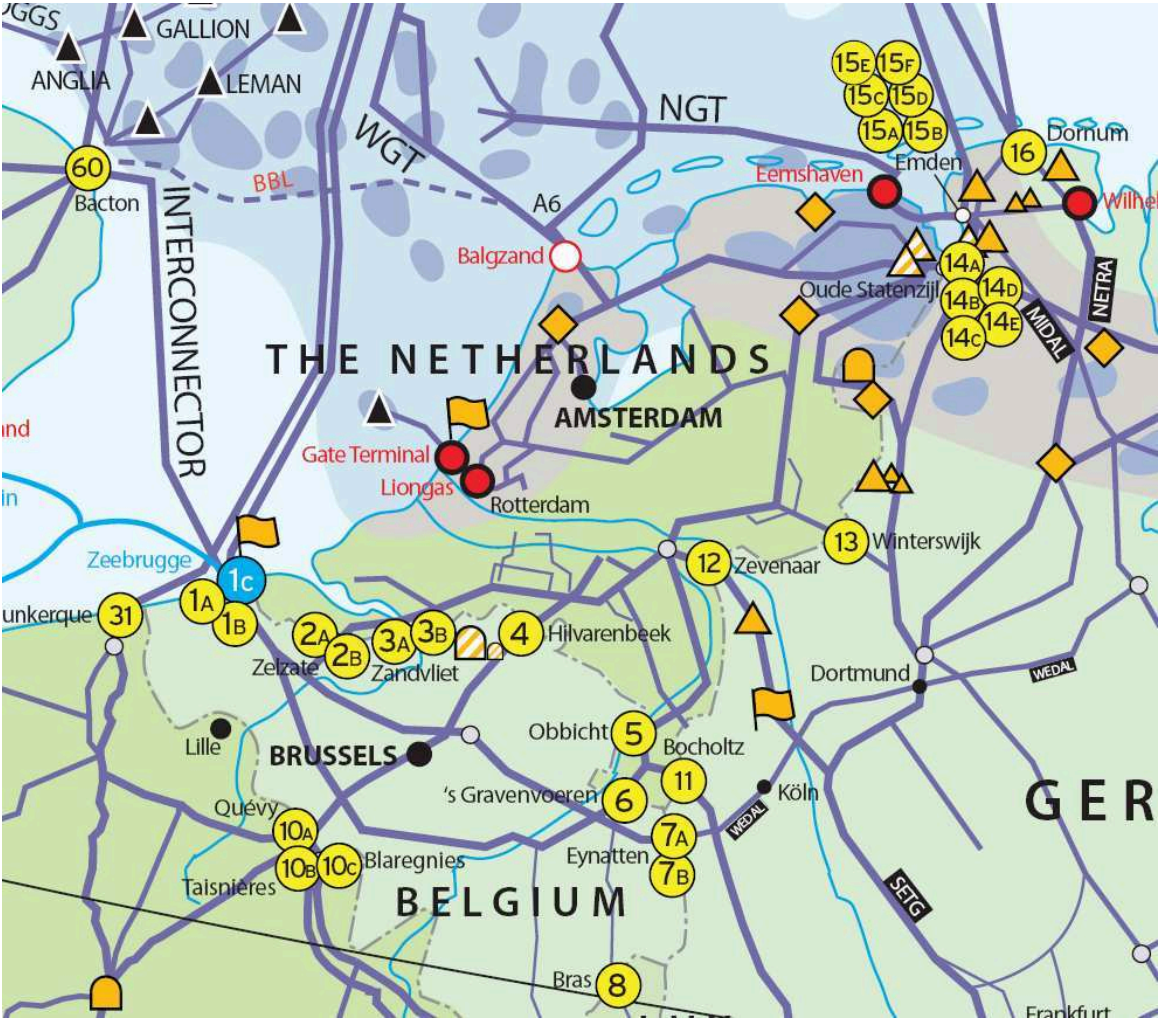 OGGS
GALLION
ANGLIA
LEMAN
WGT
NGT
15E
15F
15C
15D
15A
15B
Emden
16
Dornum
60
Bacton
BBL
A6
Eemshaven
Wilhel
INTERCONNECTOR
Balgzand
Oude Statenzijl
14A
14D
14B
14E
14C
MIDAL
NETRA
THE NETHERLANDS
AMSTERDAM
and
Gate Terminal
Liongas
Rotterdam
in
Zeebrugge
1C
1A
1B
unkerque
31
12
Zevenaar
13
Winterswijk
2A
2B
3A
3B
4
Hilvarenbeek
Zelzate
Zandvliet
Dortmund
WEDAL
Lille
BRUSSELS
Obbicht
5
Bocholtz
11
's Gravenvoeren
6
Köln
WEDAL
GER
Quévy
10A
10B
10C
Blaregnies
Taisnières
7A
Eynatten
7B
BELGIUM
SETG
Bras
8
Frankfurt